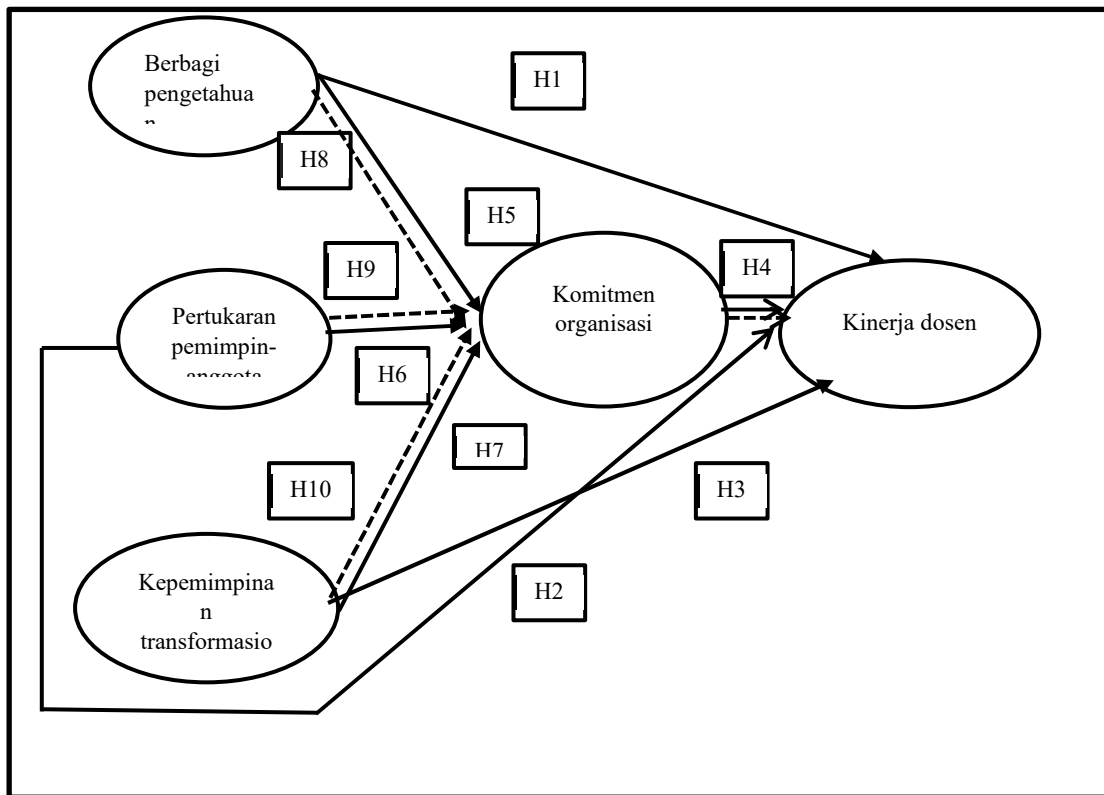 Berbagi
pengetahua
n
H1
H8
H5
H9
H4
Komitmen
organisasi
Pertukaran
pemimpin-
anggota
Kinerja dosen
H6
H7
H10
H3
Kepemimpina
n
transformasio
H2